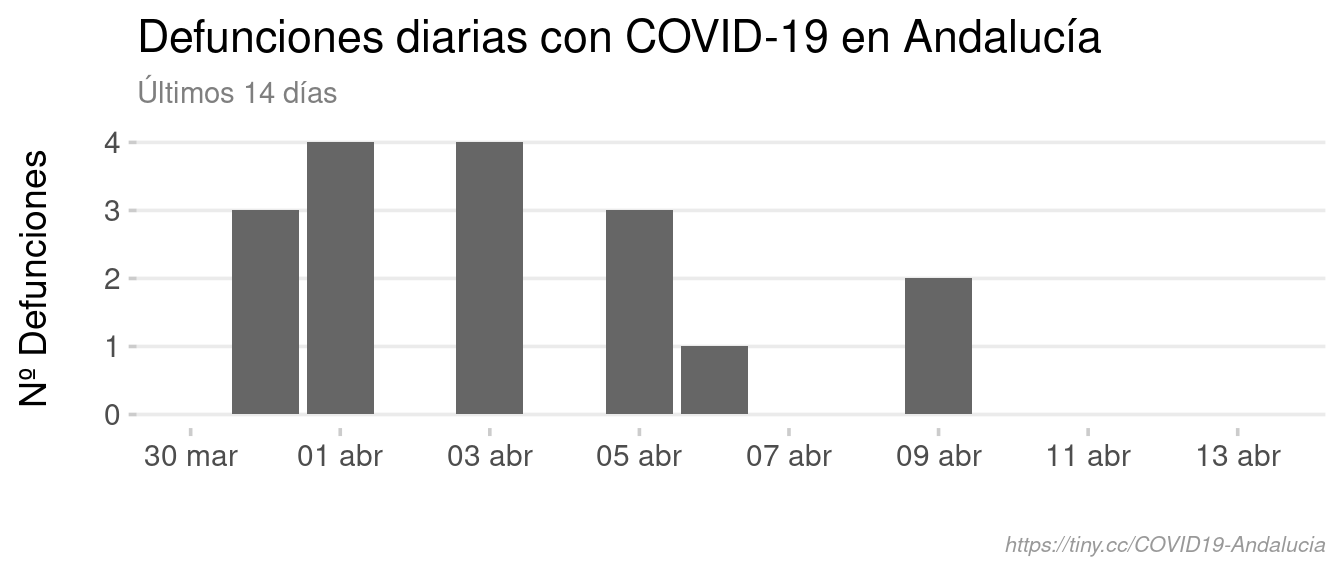 Defunciones diarias con COVID-19 en Andalucía
Últimos 14 días
Nº Defunciones
4
3
2
1
0
30 mar 01 abr 03 abr 05 abr 07 abr 09 abr 11 abr 13 abr
https://tiny.cc/COVID19-Andalucia